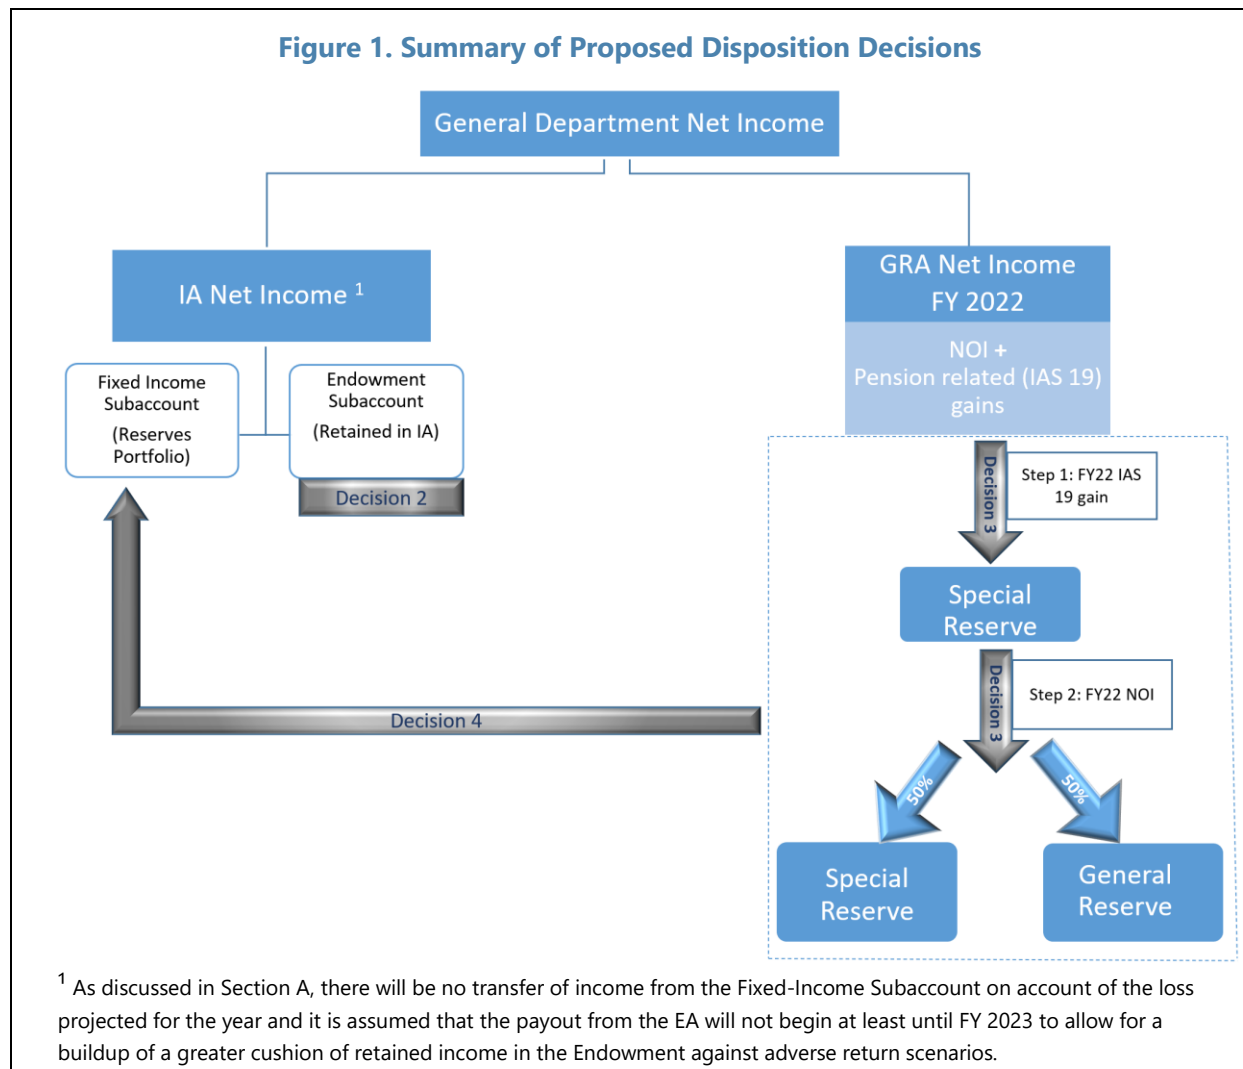 Figure 1. Summary of Proposed Disposition Decisions
General Department Net Income
IA Net Income 1
GRA Net Income
FY 2022
NOI +
Pension related (IAS 19)
gains
Fixed Income
Subaccount
(Reserves
Portfolio)
Endowment
Subaccount
(Retained in IA)
Decision 2
Decision 3
Step 1: FY22 IAS
19 gain
Special
Reserve
Decision 3
Step 2: FY22 NOI
Decision 4
50%
50%
Special
Reserve
General
Reserve
1 As discussed in Section A, there will be no transfer of income from the Fixed-Income Subaccount on account of the loss
projected for the year and it is assumed that the payout from the EA will not begin at least until FY 2023 to allow for a
buildup of a greater cushion of retained income in the Endowment against adverse return scenarios.